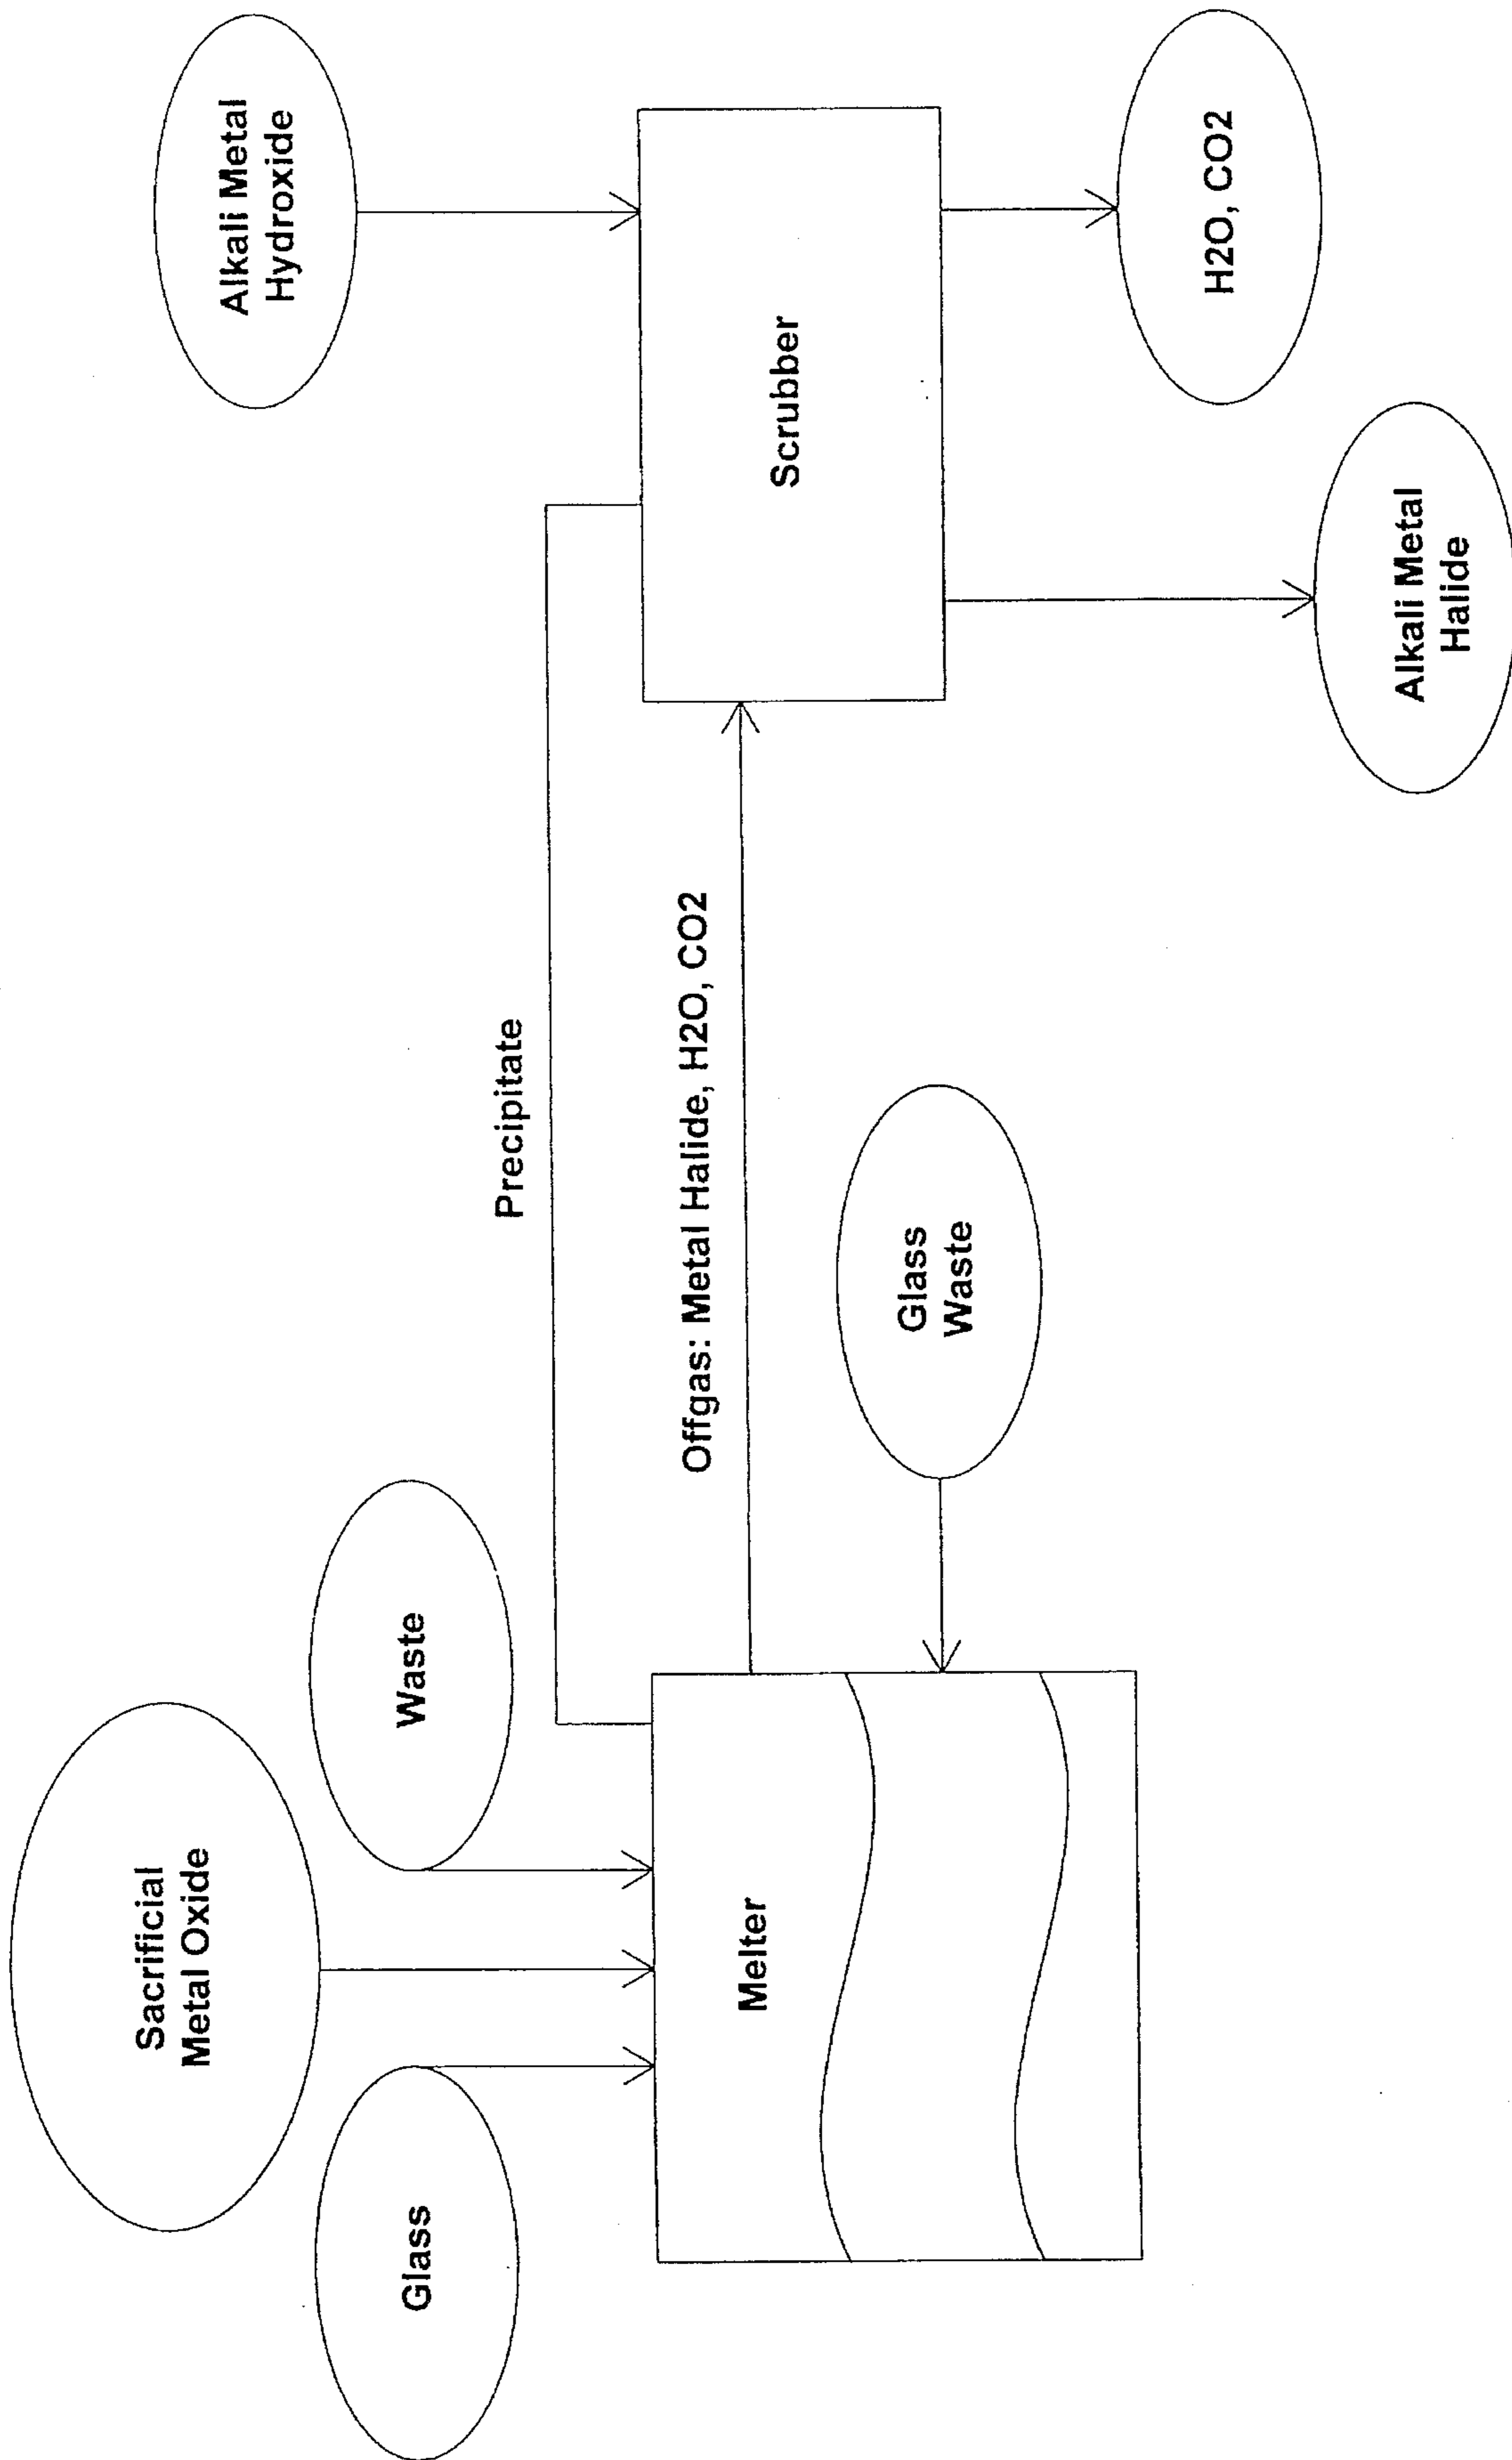 Sacrificial
Metal Oxide
Glass
Waste
Melter
Precipitate
Offgas: Metal Halide, H2O, CO2
Glass
Waste
Alkali Metal
Hydroxide
Scrubber
Alkali Metal
Halide
H2O, CO2